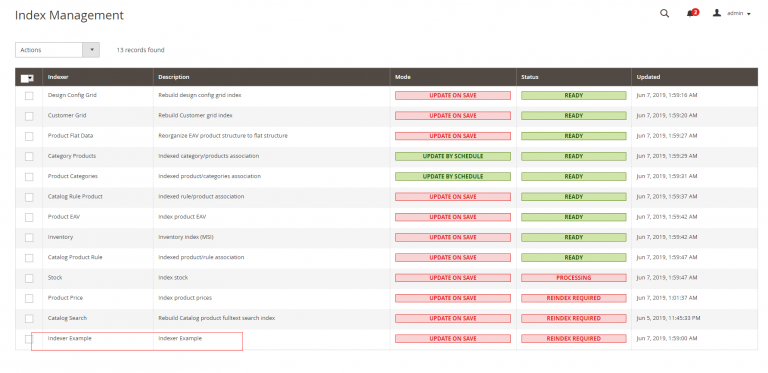 Index Management
2
admin
Actions
13 records found
Indexer Description Mode Status Updated
Design Config Grid Rebuild design config grid index UPDATE ON SAVE READY Jun 7, 2019, 1:59:16 AM
Customer Grid Rebuild Customer grid index UPDATE ON SAVE READY Jun 7, 2019, 1:59:20 AM
Product Flat Data Reorganize EAV product structure to flat structure UPDATE ON SAVE READY Jun 7, 2019, 1:59:27 AM
Category Products Indexed category/products association UPDATE BY SCHEDULE READY Jun 7, 2019, 1:59:29 AM
Product Categories Indexed product/categories association UPDATE BY SCHEDULE READY Jun 7, 2019, 1:59:31 AM
Catalog Rule Product Indexed rule/product association UPDATE ON SAVE READY Jun 7, 2019, 1:59:37 AM
Product EAV Index product EAV UPDATE ON SAVE READY Jun 7, 2019, 1:59:42 AM
Inventory Inventory index (MSI) UPDATE ON SAVE READY Jun 7, 2019, 1:59:42 AM
Catalog Product Rule Indexed product/rule association UPDATE ON SAVE READY Jun 7, 2019, 1:59:47 AM
Stock Index stock UPDATE ON SAVE PROCESSING Jun 7, 2019, 1:59:47 AM
Product Price Index product prices UPDATE ON SAVE REINDEX REQUIRED Jun 7, 2019, 1:01:37 AM
Catalog Search Rebuild Catalog product fulltext search index UPDATE ON SAVE REINDEX REQUIRED Jun 5, 2019, 11:45:33 PM
Indexer Example Indexer Example UPDATE ON SAVE REINDEX REQUIRED Jun 7, 2019, 1:59:00 AM